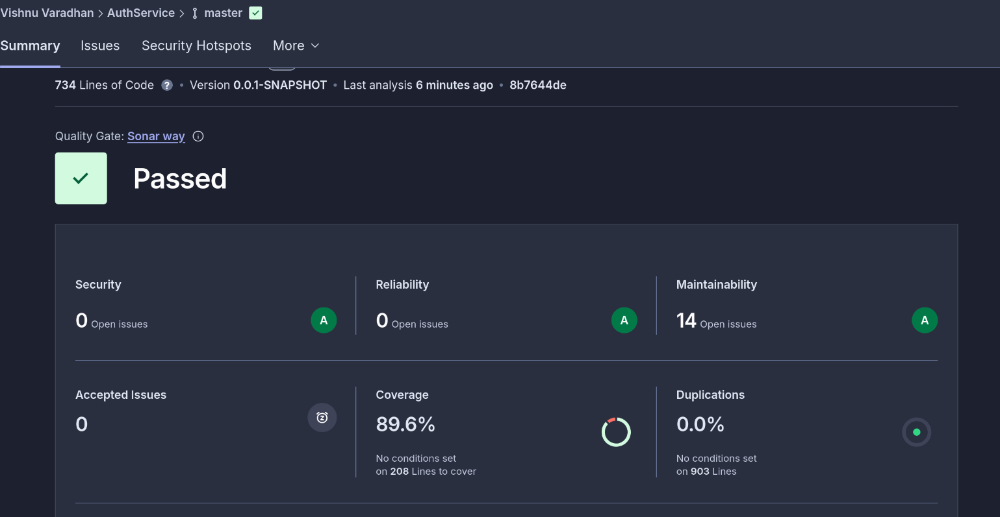 Vishnu Varadhan > AuthService > master
Summary Issues Security Hotspots More
734 Lines of Code ? • Version 0.0.1-SNAPSHOT • Last analysis 6 minutes ago • 8b7644de
Quality Gate: Sonar way
Passed
Security
0 Open issues A
Reliability
0 Open issues A
Maintainability
14 Open issues A
Accepted Issues
0
Coverage
89.6%
No conditions set
on 208 Lines to cover
Duplications
0.0%
No conditions set
on 903 Lines